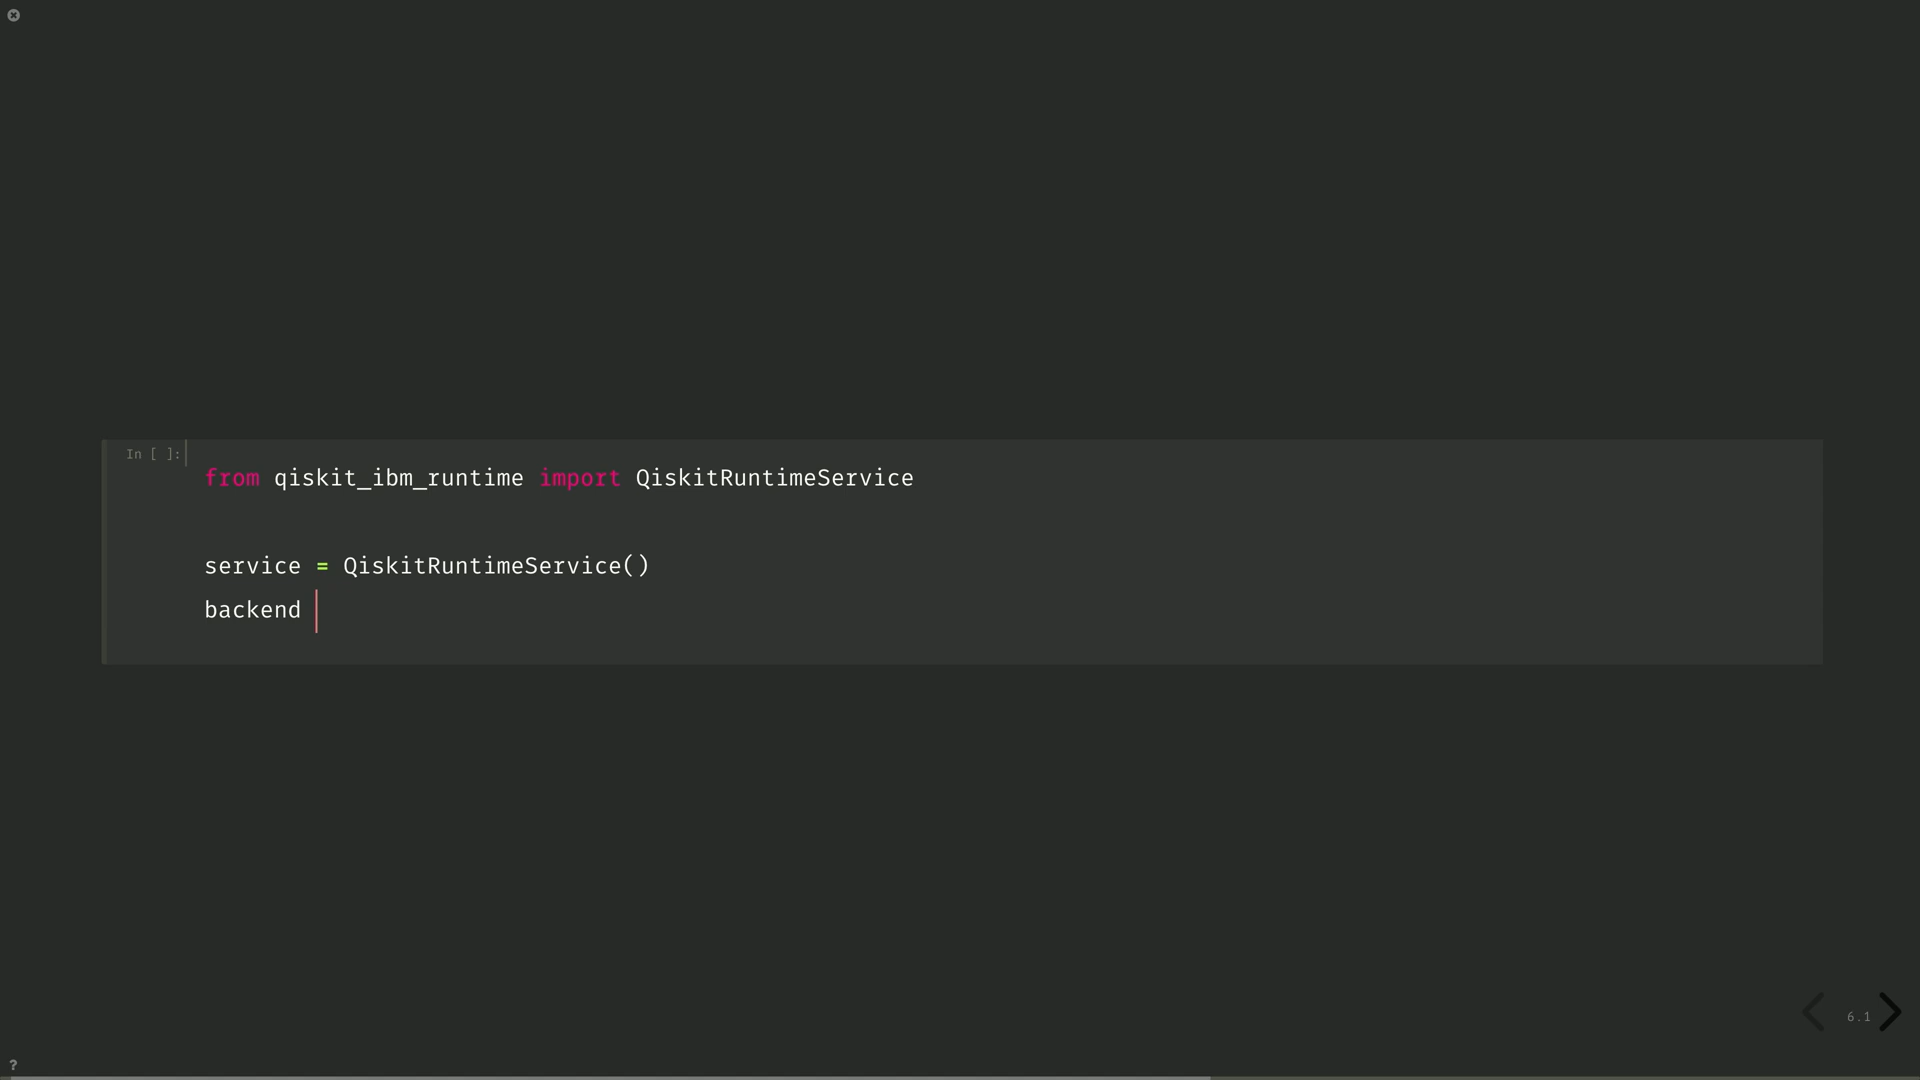 In [ ]:
from qiskit_ibm_runtime import QiskitRuntimeService
service = QiskitRuntimeService()
backend
6.1
?